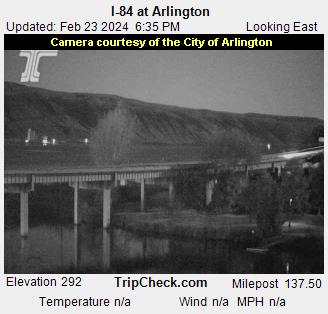 I-84 at Arlington
Updated: Feb 23 2024 6:35 PM Looking East
Camera courtesy of the City of Arlington
Elevation 292 TripCheck.com Milepost 137.50
Temperature n/a Wind n/a MPH n/a